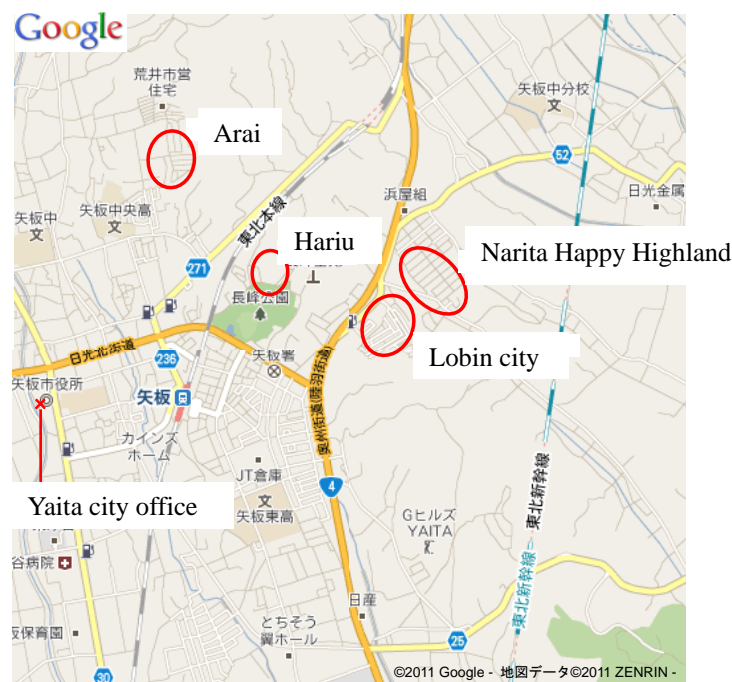 Google
荒井市営
住宅
矢板中分校
文
Arai
52
浜屋組
日光金属
矢板中
文
矢板中央高
文
東北本線
Hariu
Narita Happy Highland
271
長峰公園
Lobin city
日光北街道
236
矢板署
矢板市役所
矢板
奥州街道(陸羽街道)
カインズ
ホーム
JT倉庫
文
矢板東高
4
Yaita city office
Gヒルズ
YAITA
東北新幹線
東北新幹線
谷病院
日産
とちそう
翼ホール
25
坂保育園
30
©2011 Google - 地図データ©2011 ZENRIN -